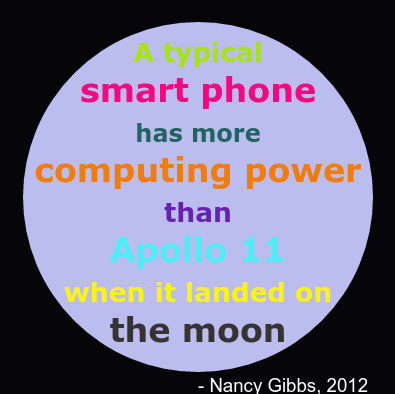 A typical
smart phone
has more
computing power
than
Apollo 11
when it landed on
the moon
- Nancy Gibbs, 2012